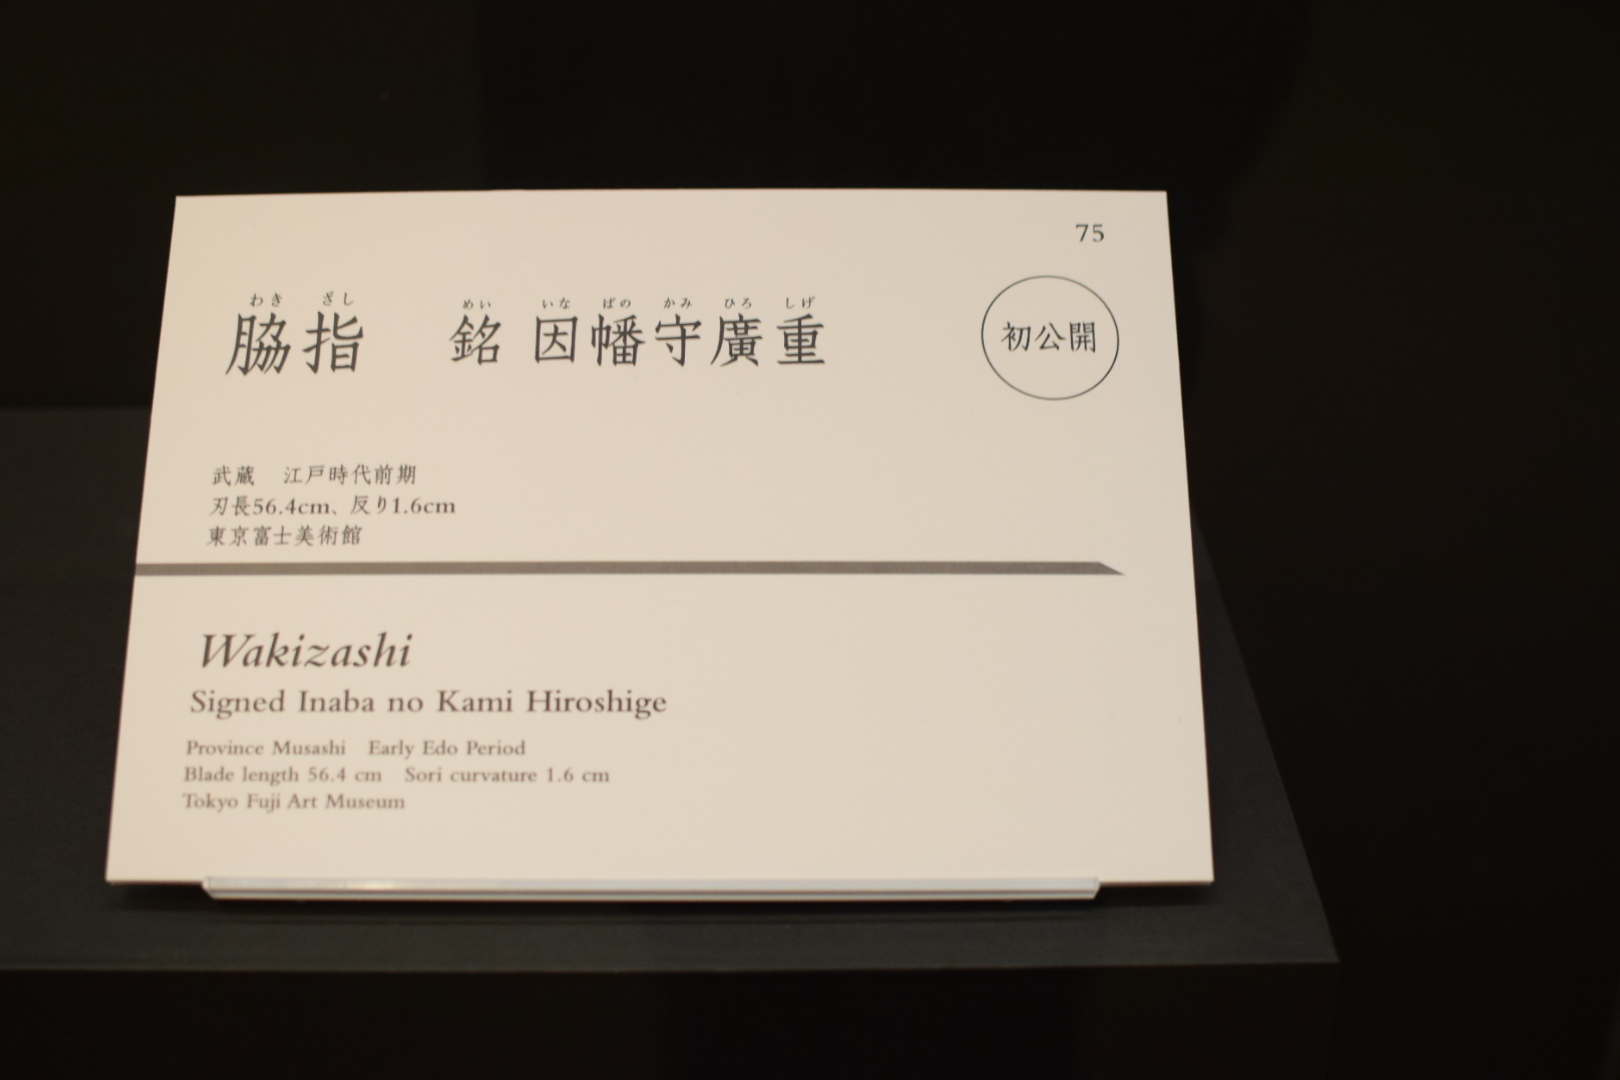 75
脇指 銘 因幡守廣重
わき ざし めい いな ばの かみ ひろ しげ
初公開
武蔵 江戸時代前期
刃長56.4cm、反り1.6cm
東京富士美術館
Wakizashi
Signed Inaba no Kami Hiroshige
Province Musashi Early Edo Period
Blade length 56.4 cm Sori curvature 1.6 cm
Tokyo Fuji Art Museum